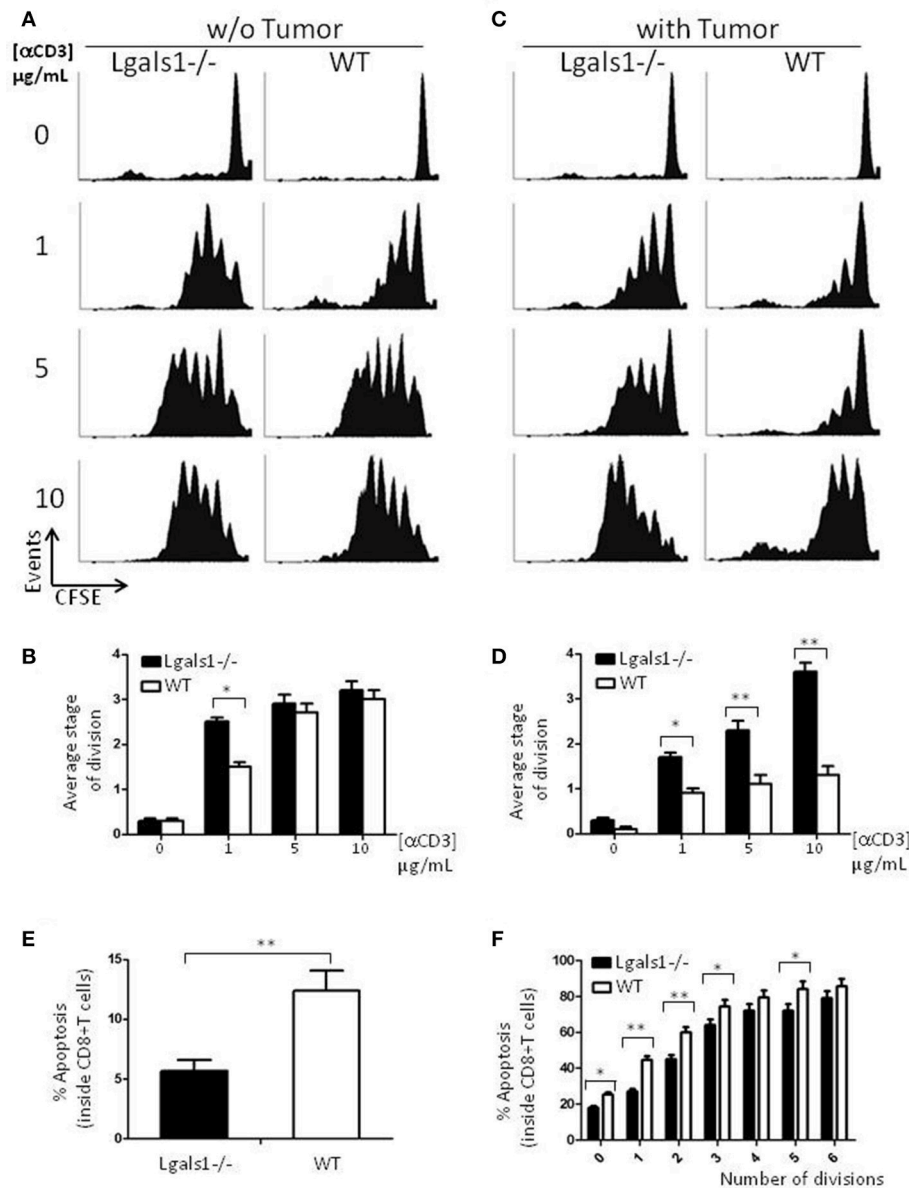 A
w/o Tumor
[αCD3]
μg/mL
Lgals1-/-
WT
0
1
5
10
Events
CFSE
C
with Tumor
Lgals1-/-
WT
B
Average stage
of division
4
3
2
1
0
Lgals1-/-
WT
*
0 1 5 10
[αCD3]
μg/mL
D
Average stage
of division
4
3
2
1
0
Lgals1-/-
WT
*
**
**
0 1 5 10
[αCD3]
μg/mL
E
% Apoptosis
(inside CD8+T cells)
15
10
5
0
**
Lgals1-/-
WT
F
% Apoptosis
(inside CD8+T cells)
100
80
60
40
20
0
Lgals1-/-
WT
*
**
**
*
*
0 1 2 3 4 5 6
Number of divisions